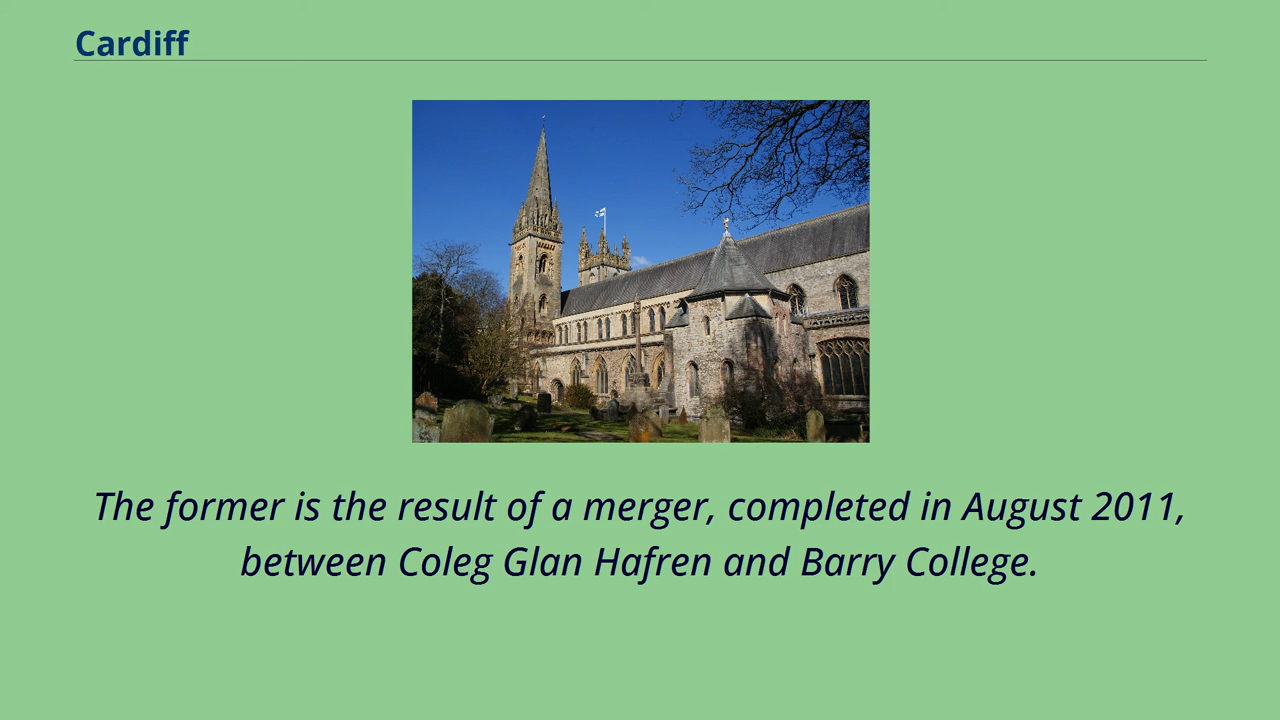 Cardiff
The former is the result of a merger, completed in August 2011,
between Coleg Glan Hafren and Barry College.